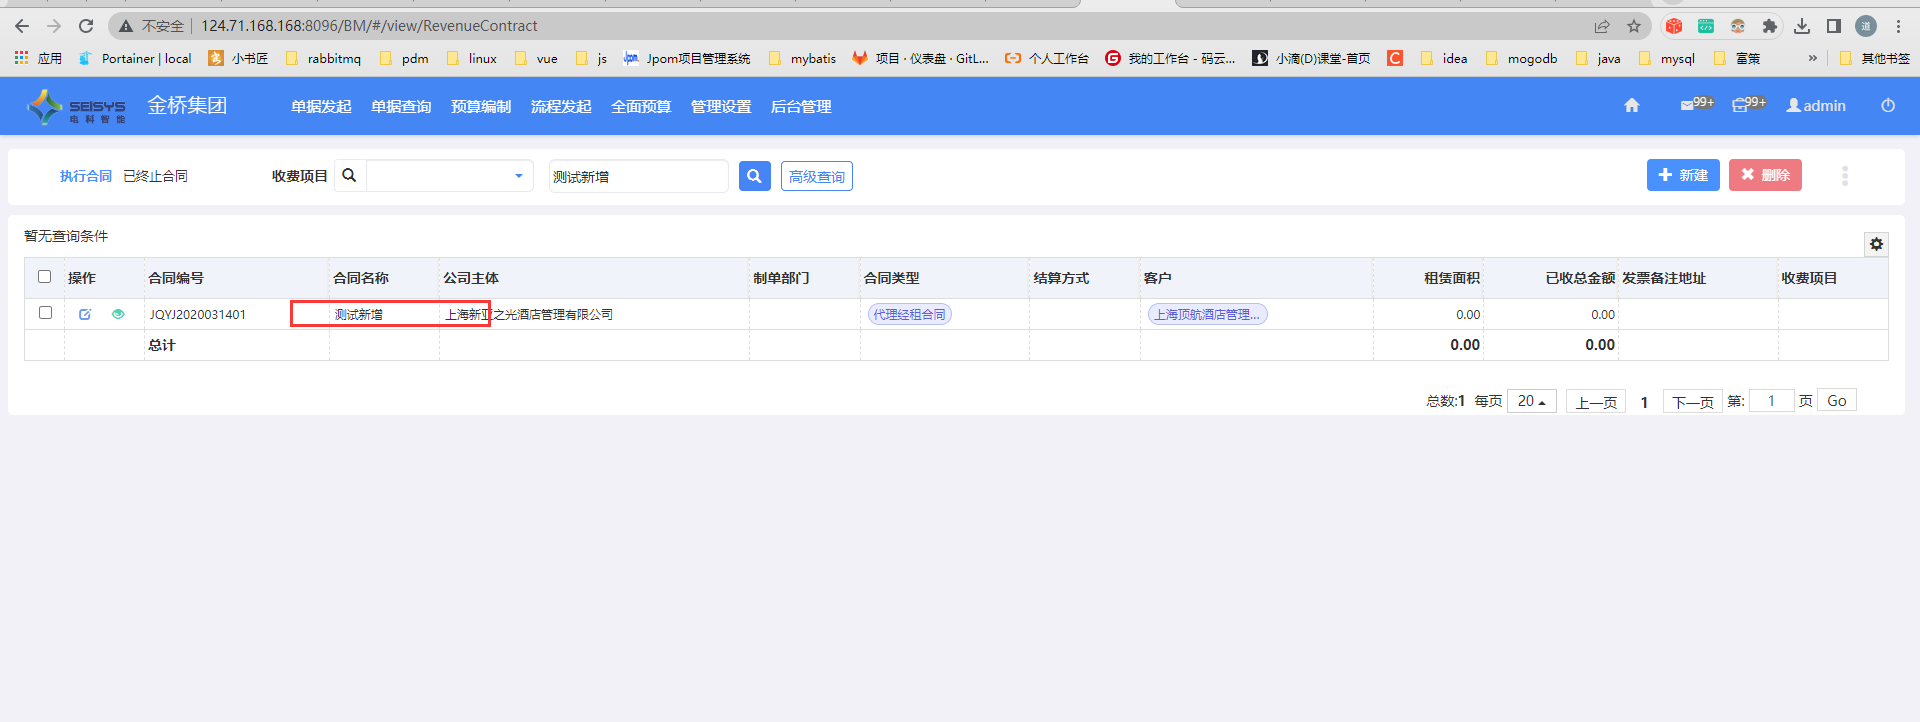 不安全 124.71.168.168:8096/BM/#/view/RevenueContract 道
应用 Portainer | local 小书匠 rabbitmq pdm linux vue js Jpom项目管理系统 mybatis 项目 · 仪表盘 · GitL... 个人工作台 我的工作台 - 码云... 小滴(D)课堂-首页 idea mogodb java mysql 富策 » 其他书签
SEISYS 电科智能 金桥集团 单据发起 单据查询 预算编制 流程发起 全面预算 管理设置 后台管理 99+ 99+ admin
执行合同 已终止合同 收费项目 测试新增 高级查询 新建 删除
暂无查询条件
操作 合同编号 合同名称 公司主体 制单部门 合同类型 结算方式 客户 租赁面积 已收总金额 发票备注地址 收费项目
JQYJ2020031401 测试新增 上海新亚之光酒店管理有限公司 代理经租合同 上海顶航酒店管理... 0.00 0.00
总计 0.00 0.00
总数:1 每页 20 上一页 1 下一页 第: 1 页 Go